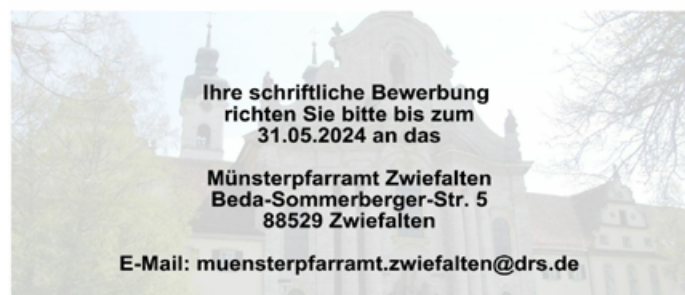 Ihre schriftliche Bewerbung
richten Sie bitte bis zum
31.05.2024 an das
Münsterpfarramt Zwiefalten
Beda-Sommerberger-Str. 5
88529 Zwiefalten
E-Mail: muensterpfarramt.zwiefalten@drs.de